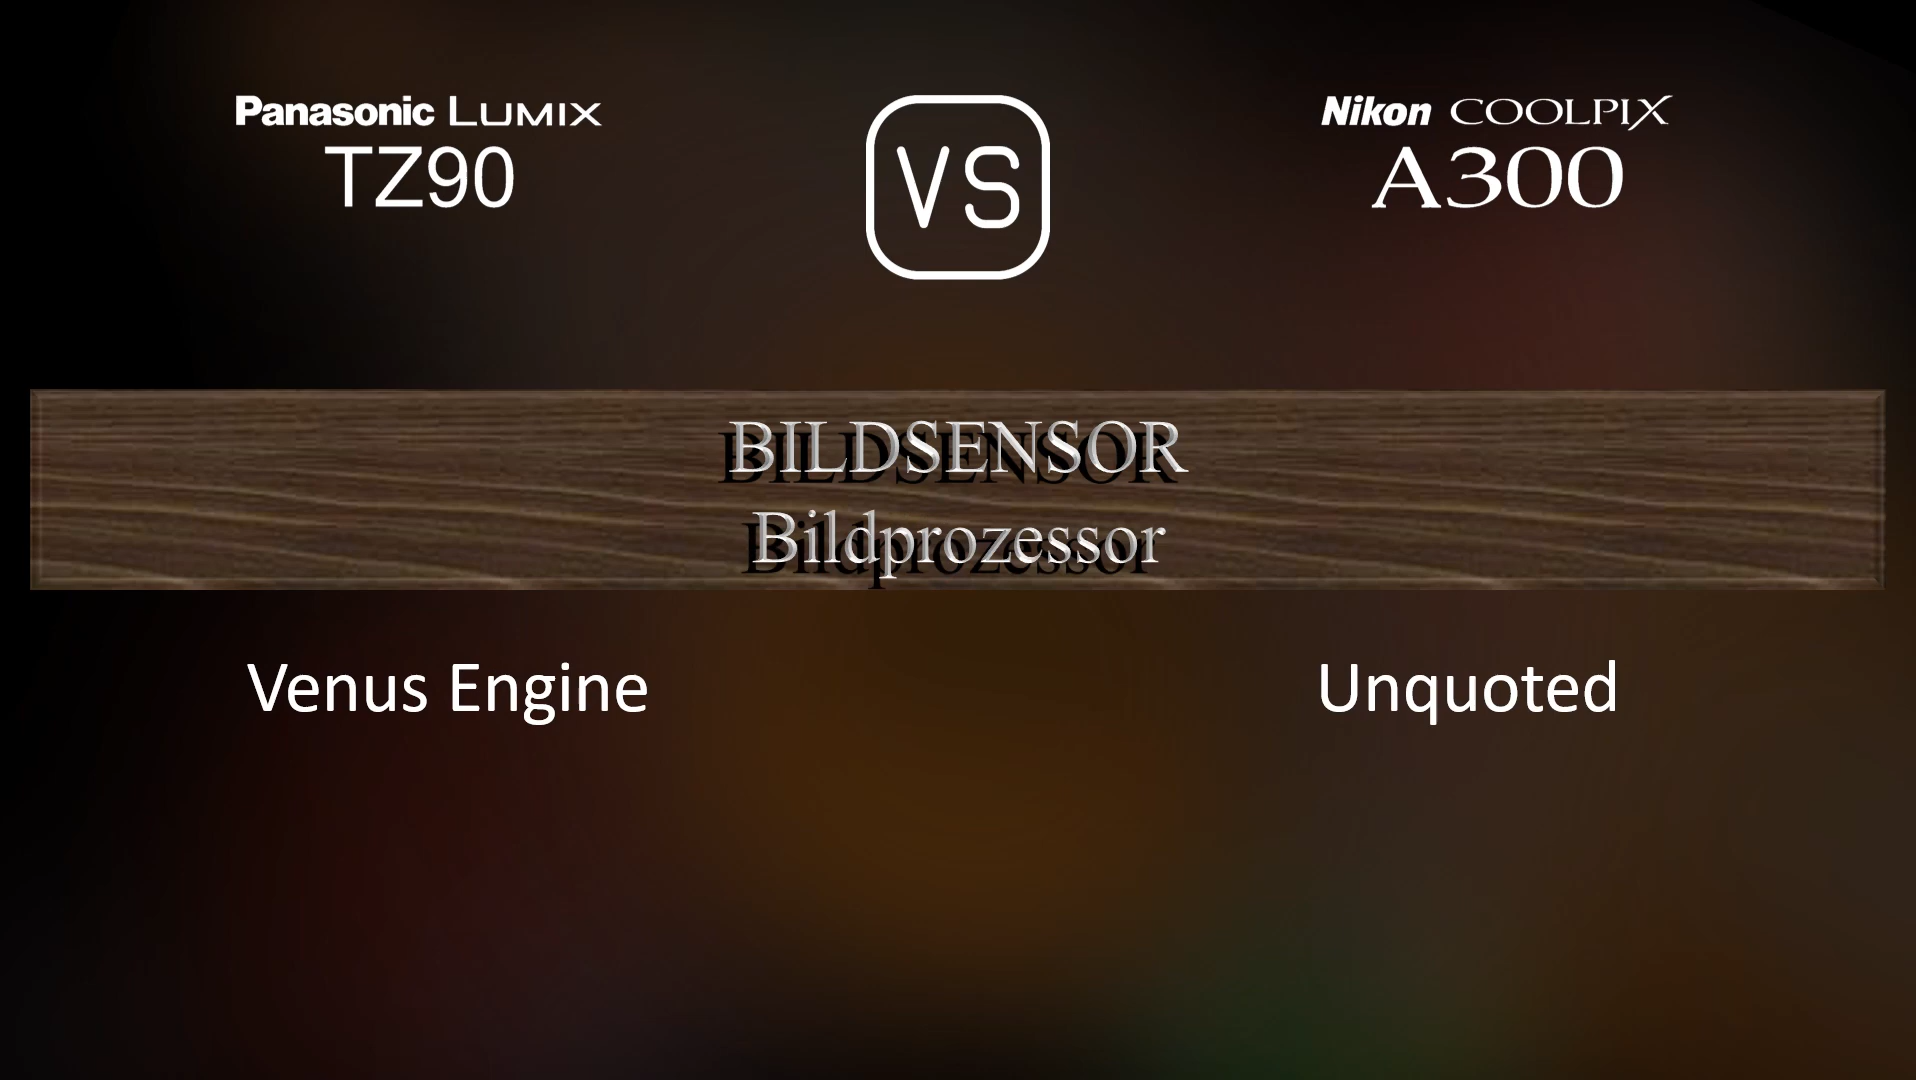 Panasonic LUMIX
TZ90
VS
Nikon COOLPIX
A300
BILDSENSOR
Bildprozessor
Venus Engine
Unquoted